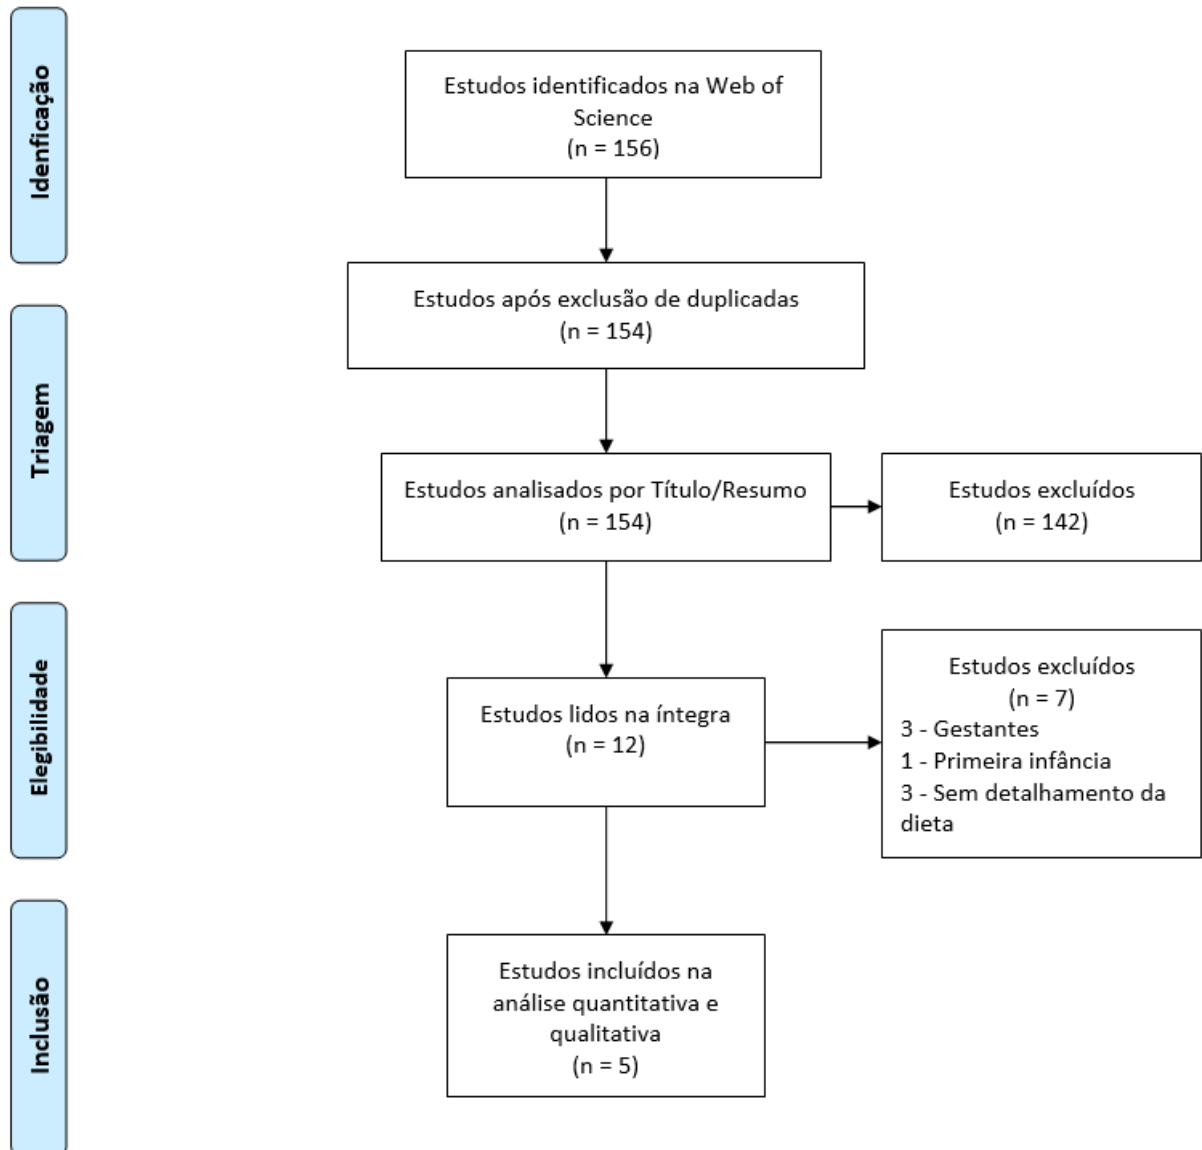 Idenficação
Estudos identificados na Web of
Science
(n = 156)
Estudos após exclusão de duplicadas
(n = 154)
Triagem
Estudos analisados por Título/Resumo
(n = 154)
Estudos excluídos
(n = 142)
Elegibilidade
Estudos lidos na íntegra
(n = 12)
Estudos excluídos
(n = 7)
3 - Gestantes
1 - Primeira infância
3 - Sem detalhamento da
dieta
Inclusão
Estudos incluídos na
análise quantitativa e
qualitativa
(n = 5)